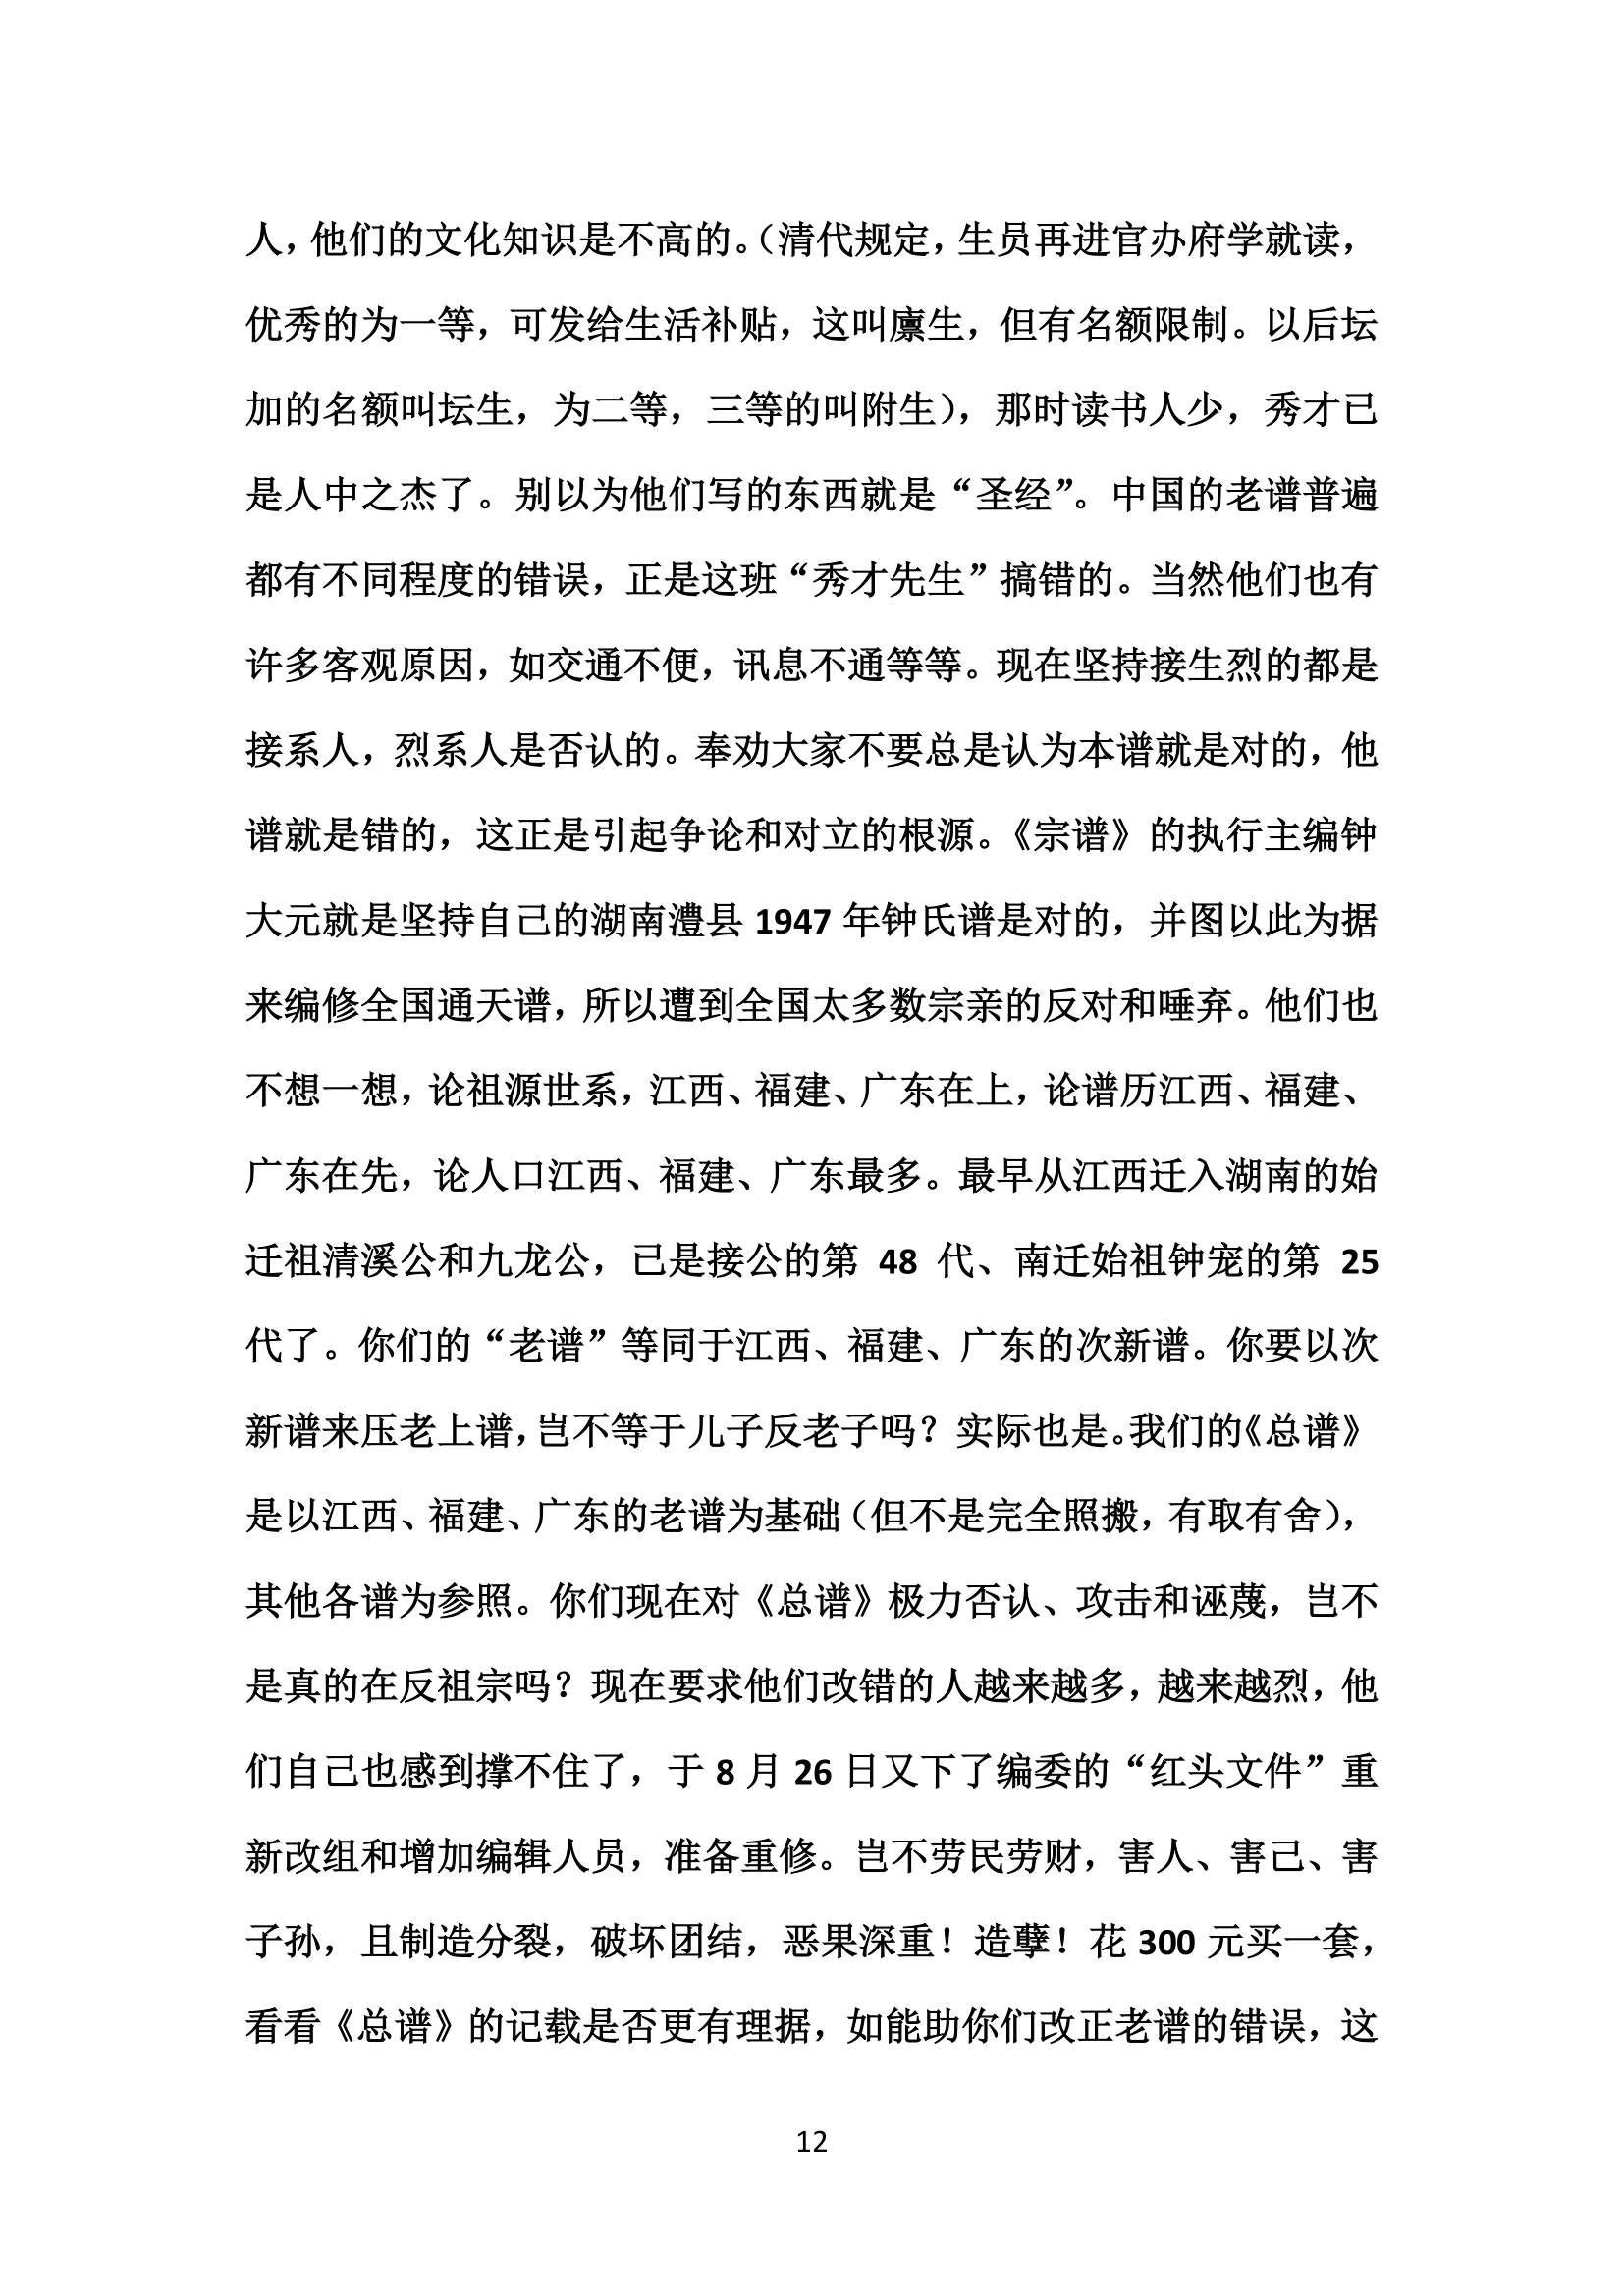 人，他们的文化知识是不高的。（清代规定，生员再进官办府学就读，
优秀的为一等，可发给生活补贴，这叫廪生，但有名额限制。以后坛
加的名额叫坛生，为二等，三等的叫附生），那时读书人少，秀才已
是人中之杰了。别以为他们写的东西就是“圣经”。中国的老谱普遍
都有不同程度的错误，正是这班“秀才先生”搞错的。当然他们也有
许多客观原因，如交通不便，讯息不通等等。现在坚持接生烈的都是
接系人，烈系人是否认的。奉劝大家不要总是认为本谱就是对的，他
谱就是错的，这正是引起争论和对立的根源。《宗谱》的执行主编钟
大元就是坚持自己的湖南澧县 1947 年钟氏谱是对的，并图以此为据
来编修全国通天谱，所以遭到全国太多数宗亲的反对和唾弃。他们也
不想一想，论祖源世系，江西、福建、广东在上，论谱历江西、福建、
广东在先，论人口江西、福建、广东最多。最早从江西迁入湖南的始
迁祖清溪公和九龙公，已是接公的第 48 代、南迁始祖钟宠的第 25
代了。你们的“老谱”等同于江西、福建、广东的次新谱。你要以次
新谱来压老上谱，岂不等于儿子反老子吗？实际也是。我们的《总谱》
是以江西、福建、广东的老谱为基础（但不是完全照搬，有取有舍），
其他各谱为参照。你们现在对《总谱》极力否认、攻击和诬蔑，岂不
是真的在反祖宗吗？现在要求他们改错的人越来越多，越来越烈，他
们自己也感到撑不住了，于 8 月 26 日又下了编委的“红头文件”重
新改组和增加编辑人员，准备重修。岂不劳民劳财，害人、害己、害
子孙，且制造分裂，破坏团结，恶果深重！造孽！花 300 元买一套，
看看《总谱》的记载是否更有理据，如能助你们改正老谱的错误，这
12